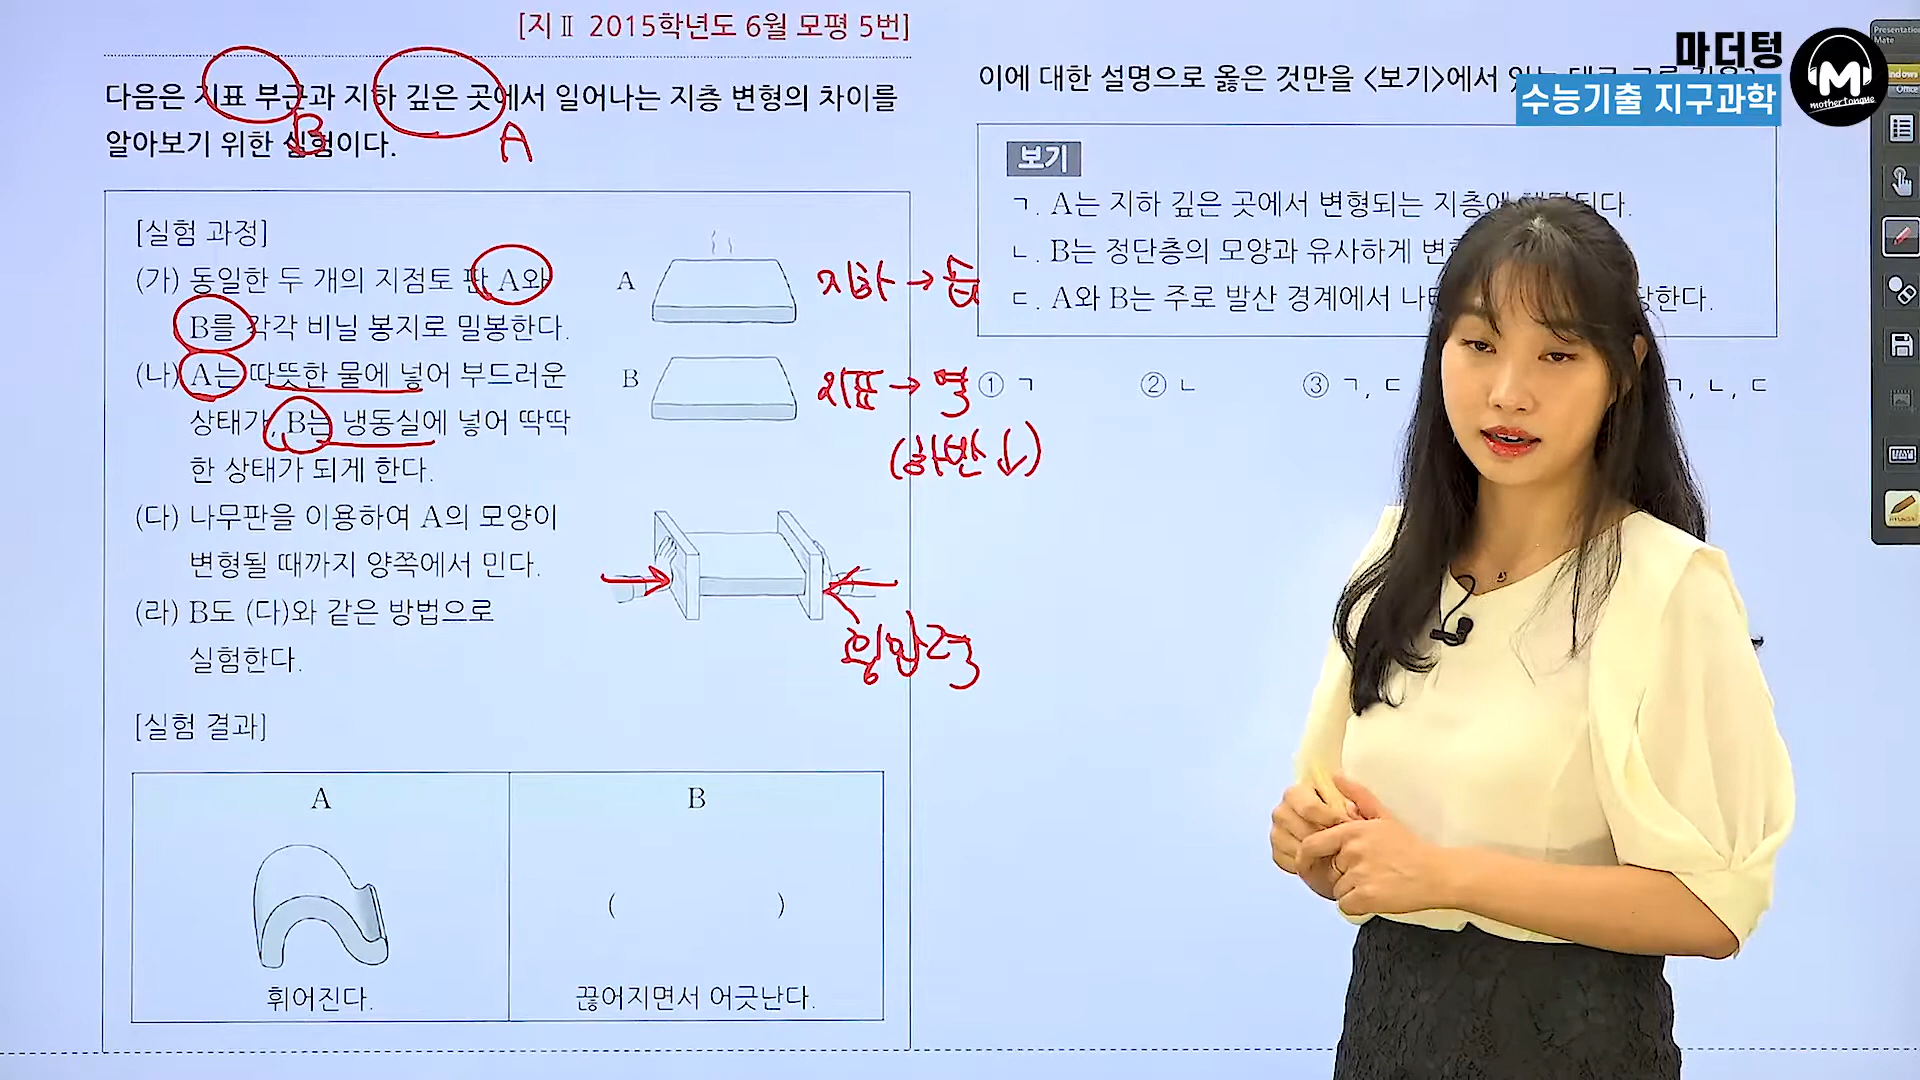 [지Ⅱ 2015학년도 6월 모평 5번]
다음은 지표 부근과 지하 깊은 곳에서 일어나는 지층 변형의 차이를
알아보기 위한 실험이다.
B
A
[실험 과정]
(가) 동일한 두 개의 지점토 판 A와
B를 각각 비닐 봉지로 밀봉한다.
(나) A는 따뜻한 물에 넣어 부드러운
상태가, B는 냉동실에 넣어 딱딱
한 상태가 되게 한다.
(다) 나무판을 이용하여 A의 모양이
변형될 때까지 양쪽에서 민다.
(라) B도 (다)와 같은 방법으로
실험한다.
A
지하 →
B
지표 → 역
(하반↓)
횡압력
[실험 결과]
A B
( )
휘어진다. 끊어지면서 어긋난다.
이에 대한 설명으로 옳은 것만을 <보기>에서
보기
ㄱ. A는 지하 깊은 곳에서 변형되는 지층에
ㄴ. B는 정단층의 모양과 유사하게
ㄷ. A와 B는 주로 발산 경계에서
① ㄱ ② ㄴ ③ ㄱ, ㄷ ㄱ, ㄴ, ㄷ
마더텅
수능기출 지구과학
M
mothertongue
Presentation
Mate
Office